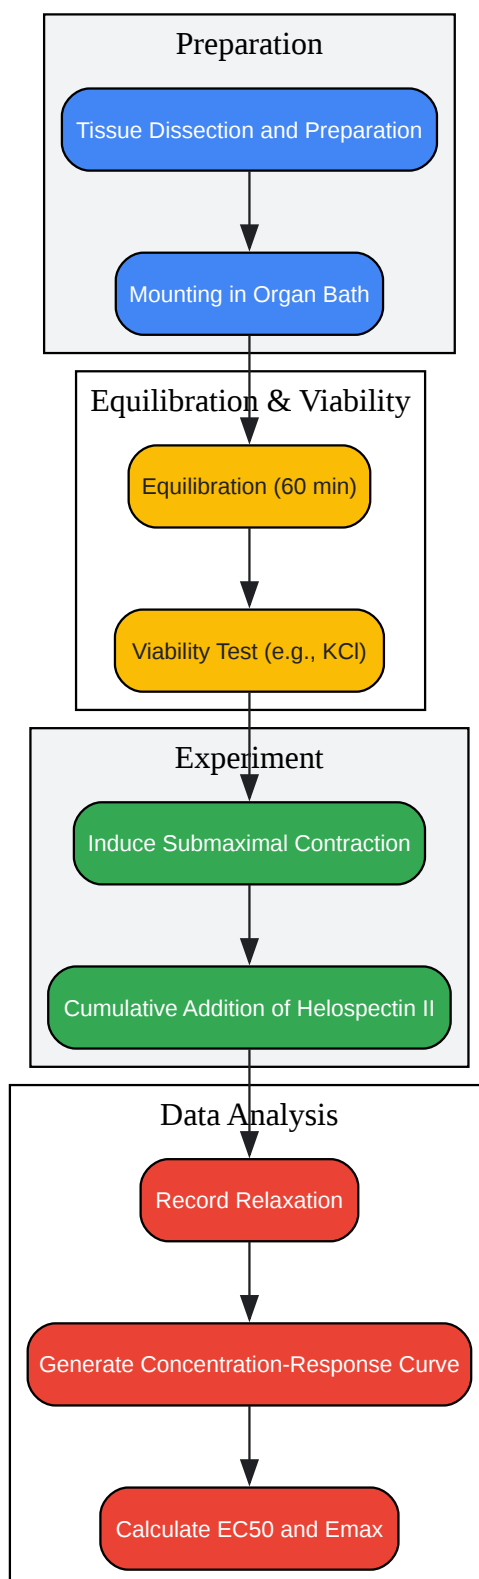 Preparation
Tissue Dissection and Preparation
Mounting in Organ Bath
Equilibration & Viability
Equilibration (60 min)
Viability Test (e.g., KCl)
Experiment
Induce Submaximal Contraction
Cumulative Addition of Helospectin II
Data Analysis
Record Relaxation
Generate Concentration-Response Curve
Calculate EC50 and Emax